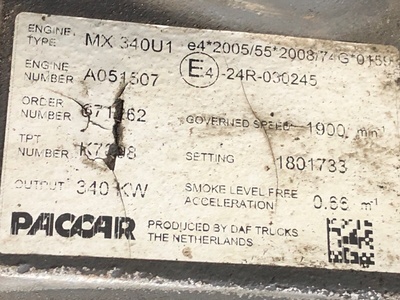 ENGINE TYPE MX 340U1 e4*2005/55*2008/74G*
ENGINE NUMBER E4-24R-030245
ORDER NUMBER GOVERNED SPEED 1900 min⁻¹
TPT NUMBER SETTING 1801733
OUTPUT 340 KW SMOKE LEVEL FREE ACCELERATION 0.66 m⁻¹
PACCAR PRODUCED BY DAF TRUCKS
THE NETHERLANDS